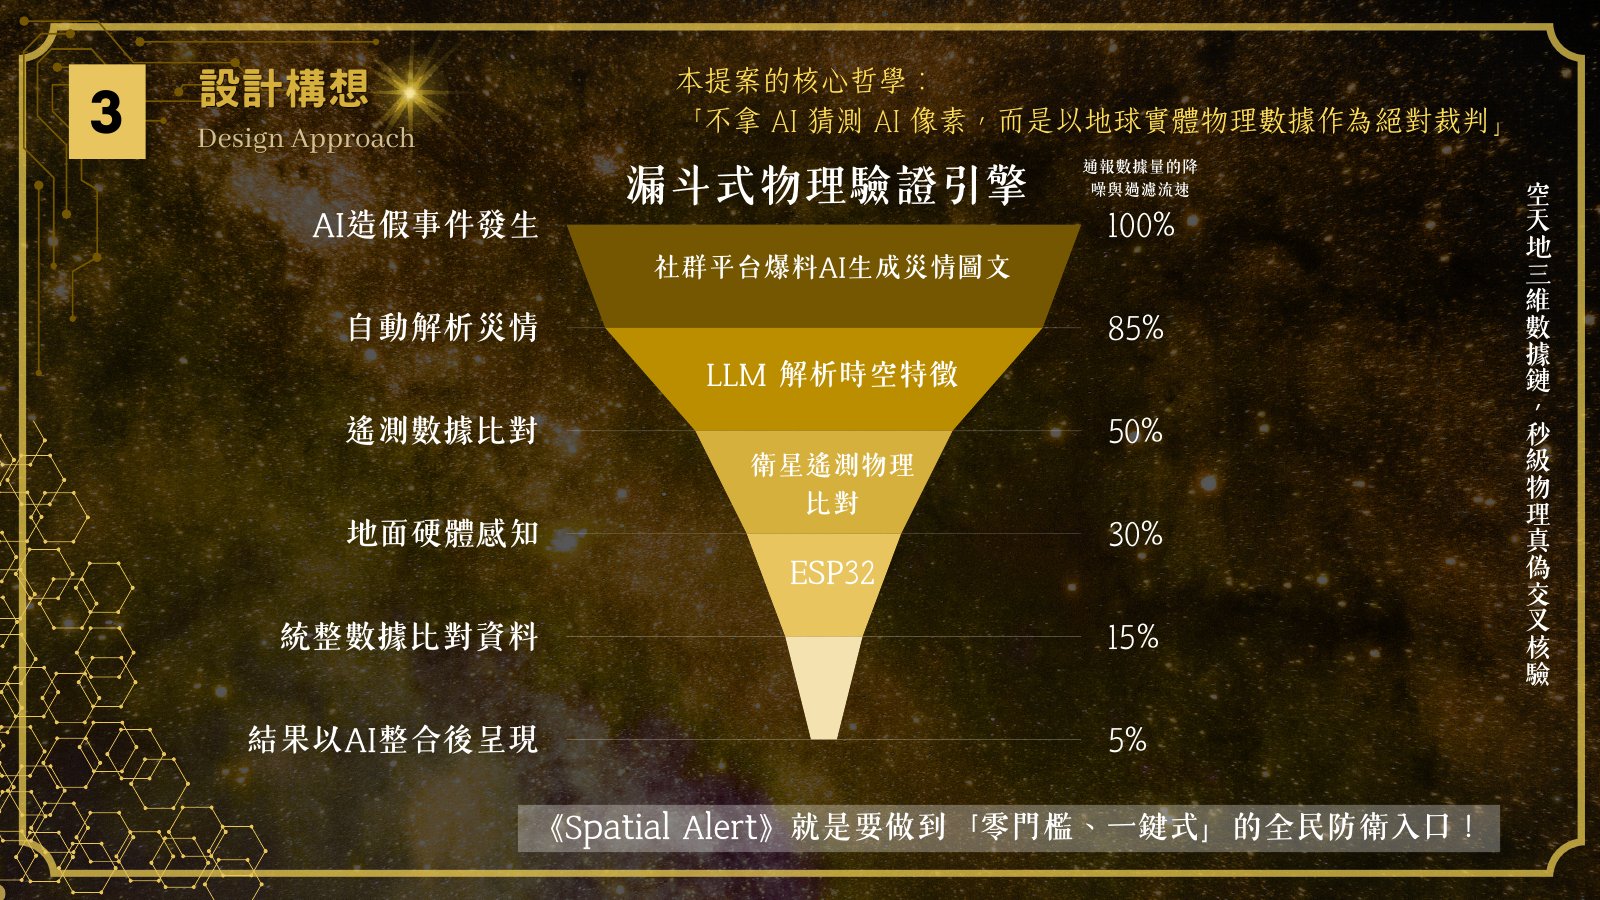 3
設計構想
Design Approach
本提案的核心哲學：
「不拿 AI 猜測 AI 像素，而是以地球實體物理數據作為絕對裁判」
漏斗式物理驗證引擎
通報數據量的降
噪與過濾流速
AI造假事件發生
社群平台爆料AI生成災情圖文
100%
自動解析災情
LLM 解析時空特徵
85%
遙測數據比對
衛星遙測物理
比對
50%
地面硬體感知
ESP32
30%
統整數據比對資料
15%
結果以AI整合後呈現
5%
空天地三維數據鏈，秒級物理真偽交叉核驗
《Spatial Alert》就是要做到「零門檻、一鍵式」的全民防衛入口！